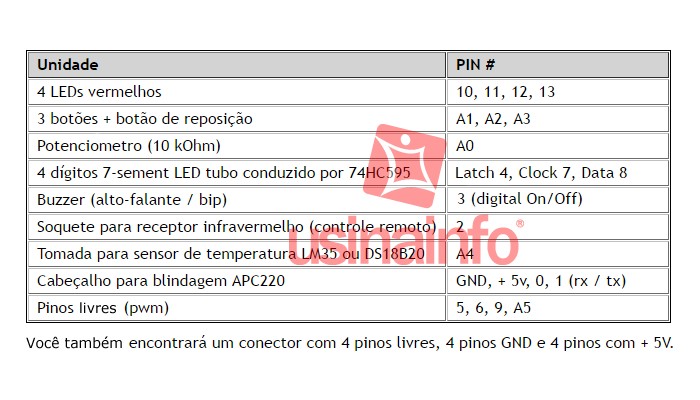 Unidade PIN #
4 LEDs vermelhos 10, 11, 12, 13
3 botões + botão de reposição A1, A2, A3
Potenciometro (10 kOhm) A0
4 dígitos 7-sement LED tubo conduzido por 74HC595 Latch 4, Clock 7, Data 8
Buzzer (alto-falante / bip) 3 (digital On/Off)
Soquete para receptor infravermelho (controle remoto) 2
usinainfo®
Tomada para sensor de temperatura LM35 ou DS18B20 A4
Cabeçalho para blindagem APC220 GND, + 5v, 0, 1 (rx / tx)
Pinos livres (pwm) 5, 6, 9, A5
Você também encontrará um conector com 4 pinos livres, 4 pinos GND e 4 pinos com + 5V.